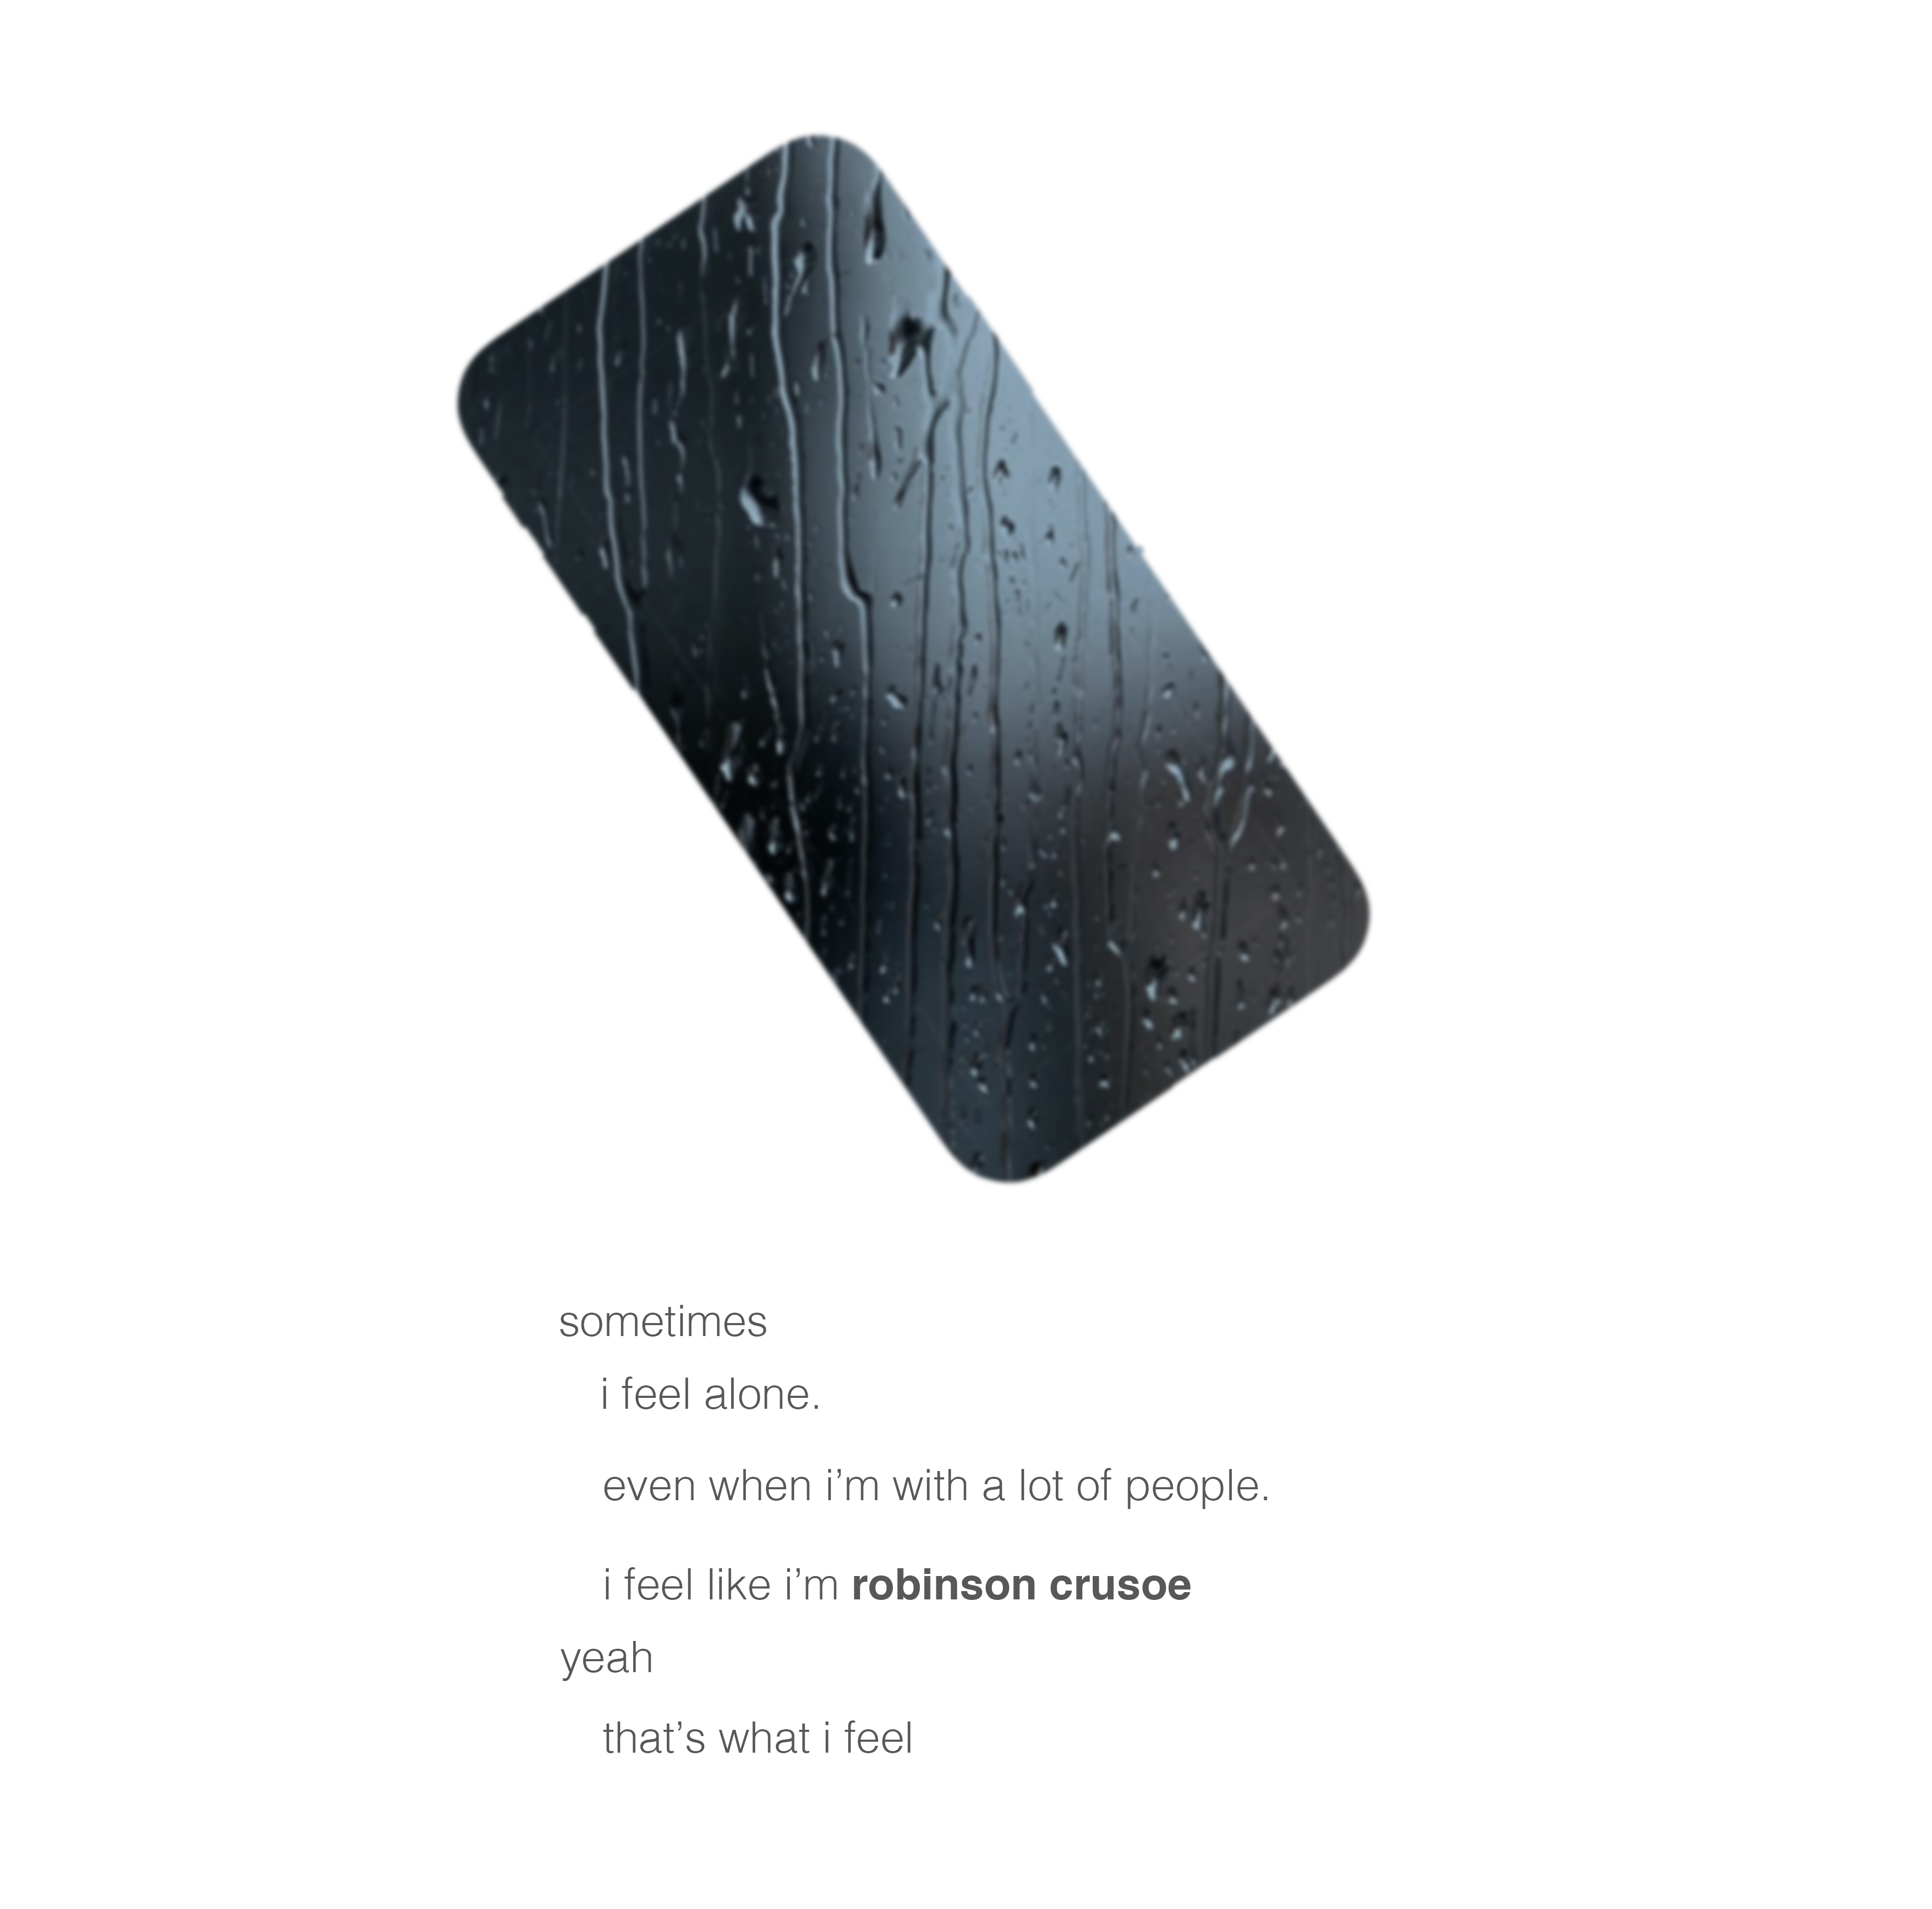 sometimes
i feel alone.
even when i’m with a lot of people.
i feel like i’m robinson crusoe
yeah
that’s what i feel